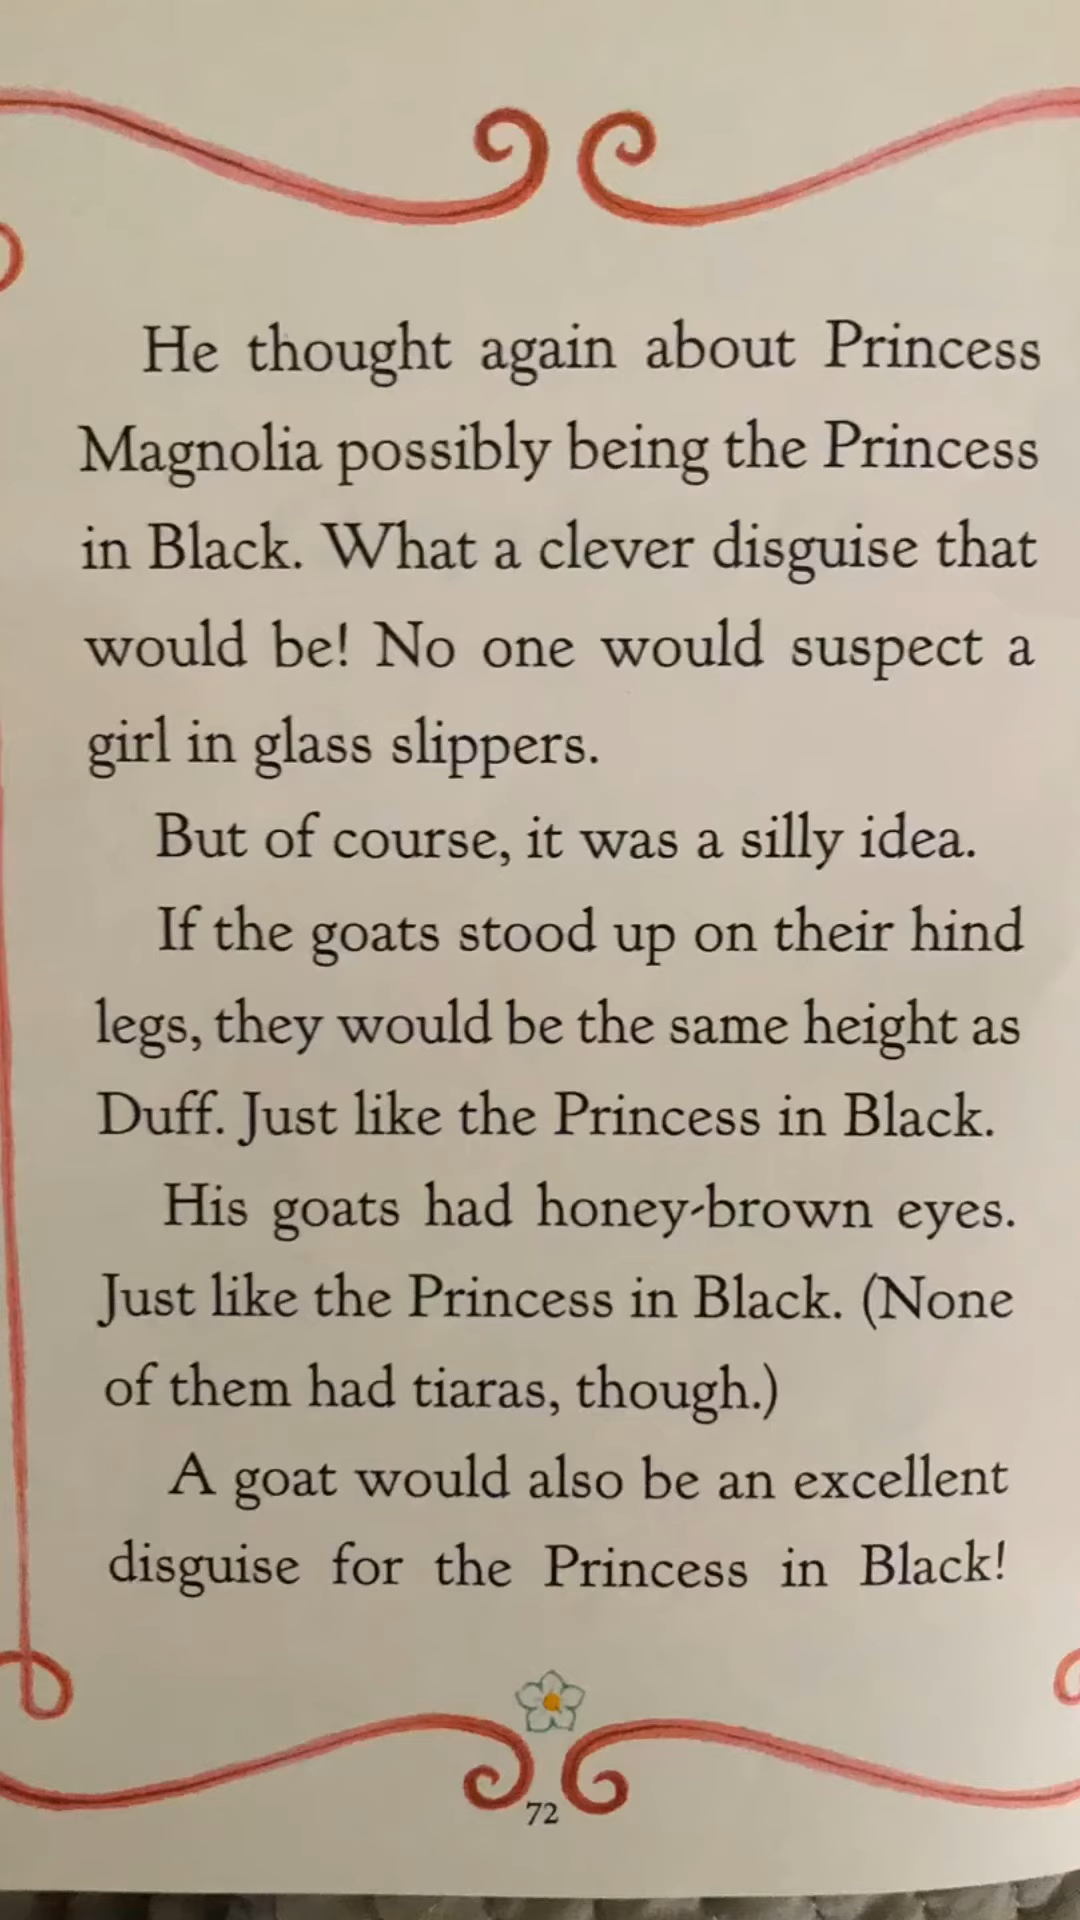 He thought again about Princess
Magnolia possibly being the Princess
in Black. What a clever disguise that
would be! No one would suspect a
girl in glass slippers.
But of course, it was a silly idea.
If the goats stood up on their hind
legs, they would be the same height as
Duff. Just like the Princess in Black.
His goats had honey-brown eyes.
Just like the Princess in Black. (None
of them had tiaras, though.)
A goat would also be an excellent
disguise for the Princess in Black!
72